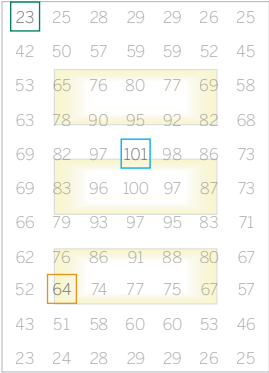 23 25 28 29 29 26 25
42 50 57 59 59 52 45
53 65 76 80 77 69 58
63 78 90 95 92 82 68
69 82 97 101 98 86 73
69 83 96 100 97 87 73
66 79 93 97 95 83 71
62 76 86 91 88 80 67
52 64 74 77 75 67 57
43 51 58 60 60 53 46
23 24 28 29 29 26 25